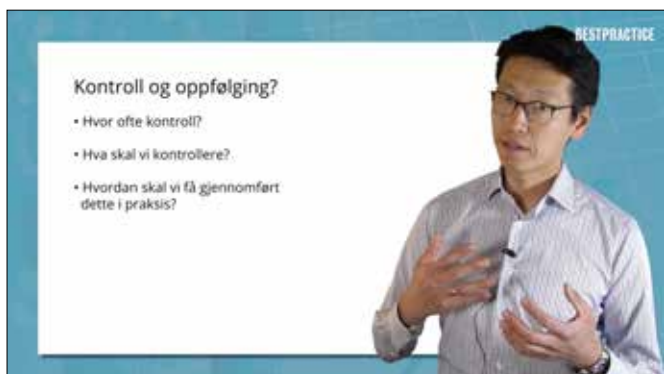 BESTPRACTICE
Kontroll og oppfølging?
• Hvor ofte kontroll?
• Hva skal vi kontrollere?
• Hvordan skal vi få gjennomført
dette i praksis?